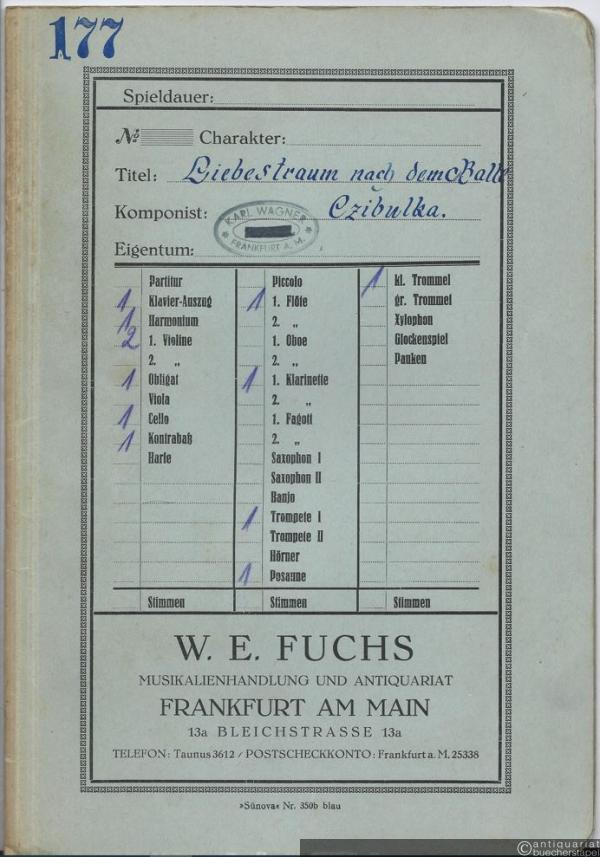 177
Spieldauer:
№ Charakter:
Titel: Liebestraum nach dem Balle
Komponist: Czibulka.
KARL WAGNER
FRANKFURT A. M.
Eigentum:
Partitur
1 Klavier-Auszug
1 Harmonium
2 1. Violine
2. „
1 Obligat
Viola
1 Cello
1 Kontrabaß
Harfe
Stimmen
Piccolo
1 1. Flöte
2. „
1. Oboe
2. „
1 1. Klarinette
2. „
1. Fagott
2. „
Saxophon I
Saxophon II
Banjo
1 Trompete I
Trompete II
Hörner
1 Posaune
Stimmen
1 kl. Trommel
gr. Trommel
Xylophon
Glockenspiel
Pauken
Stimmen
W. E. FUCHS
MUSIKALIENHANDLUNG UND ANTIQUARIAT
FRANKFURT AM MAIN
13a BLEICHSTRASSE 13a
TELEFON: Taunus 3612 / POSTSCHECKKONTO: Frankfurt a. M. 25338
»Sünova« Nr. 350b blau
©antiquariat
buecherstapel